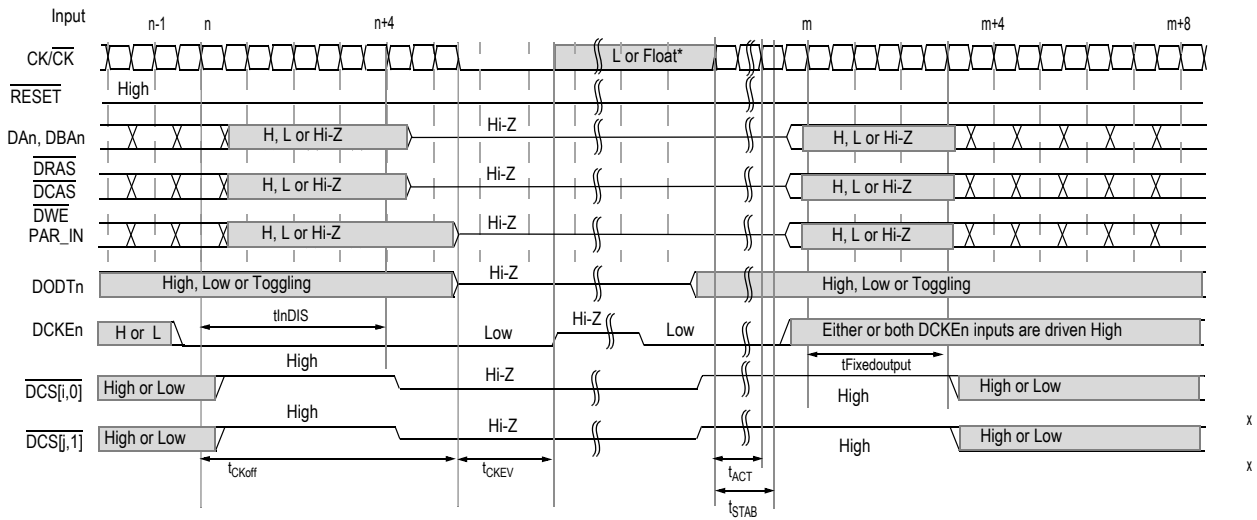 Input
n-1 n n+4 m m+4 m+8
CK/CK L or Float*
RESET High
DAn, DBAn H, L or Hi-Z Hi-Z H, L or Hi-Z
DRAS
DCAS H, L or Hi-Z Hi-Z H, L or Hi-Z
DWE
PAR_IN H, L or Hi-Z Hi-Z H, L or Hi-Z
DODTn High, Low or Toggling Hi-Z High, Low or Toggling
DCKEn H or L tInDIS Low Hi-Z Low Either or both DCKEn inputs are driven High
tFixedoutput
DCS[i,0] High or Low High Hi-Z High High or Low
DCS[j,1] High or Low High Hi-Z High High or Low
x
tCKoff tCKEV tACT x
tSTAB